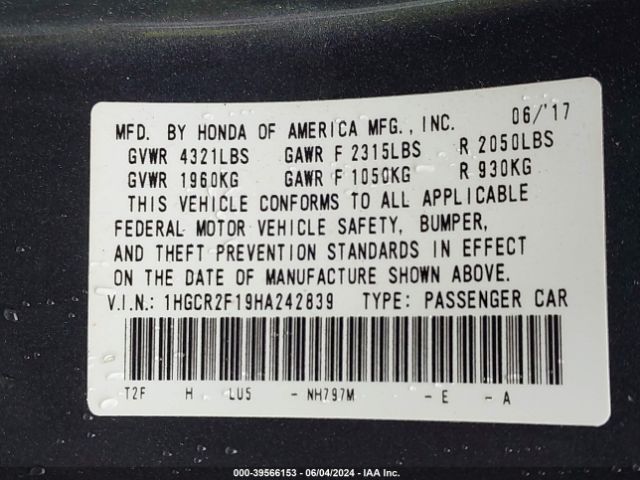 MFD. BY HONDA OF AMERICA MFG., INC. 06/'17
GVWR 4321LBS GAWR F 2315LBS R 2050LBS
GVWR 1960KG GAWR F 1050KG R 930KG
THIS VEHICLE CONFORMS TO ALL APPLICABLE
FEDERAL MOTOR VEHICLE SAFETY, BUMPER,
AND THEFT PREVENTION STANDARDS IN EFFECT
ON THE DATE OF MANUFACTURE SHOWN ABOVE.
V.I.N.: 1HGCR2F19HA242839 TYPE: PASSENGER CAR
T2F H LU5 - NH797M - E - A
000-39566153 - 06/04/2024 - IAA Inc.